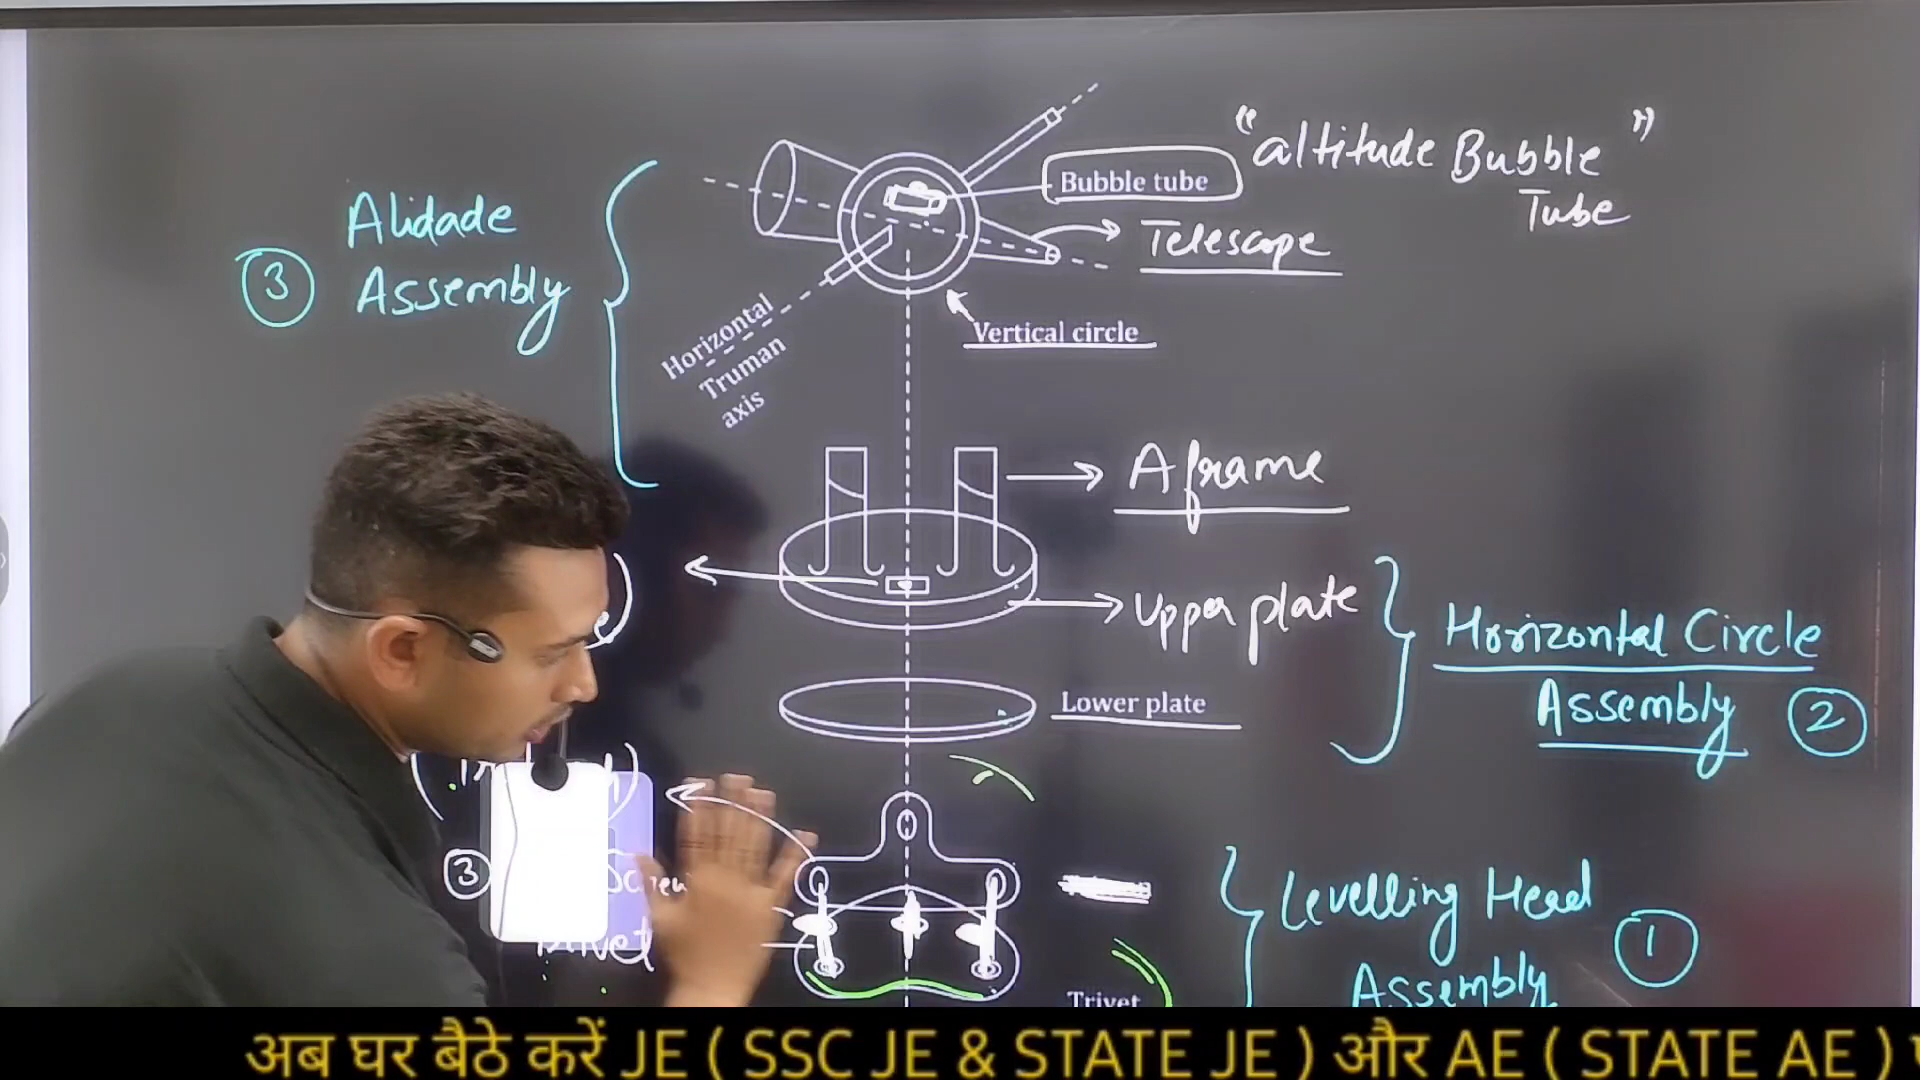 "altitude Bubble
Tube"
Bubble tube
Telescope
Alidade
③ Assembly
Vertical circle
Horizontal
Truman
axis
A frame
Upper plate
Horizontal Circle
Assembly ②
Lower plate
③
Screw
Levelling Head
Assembly ①
Trivet
अब घर बैठे करें JE ( SSC JE & STATE JE ) और AE ( STATE AE )